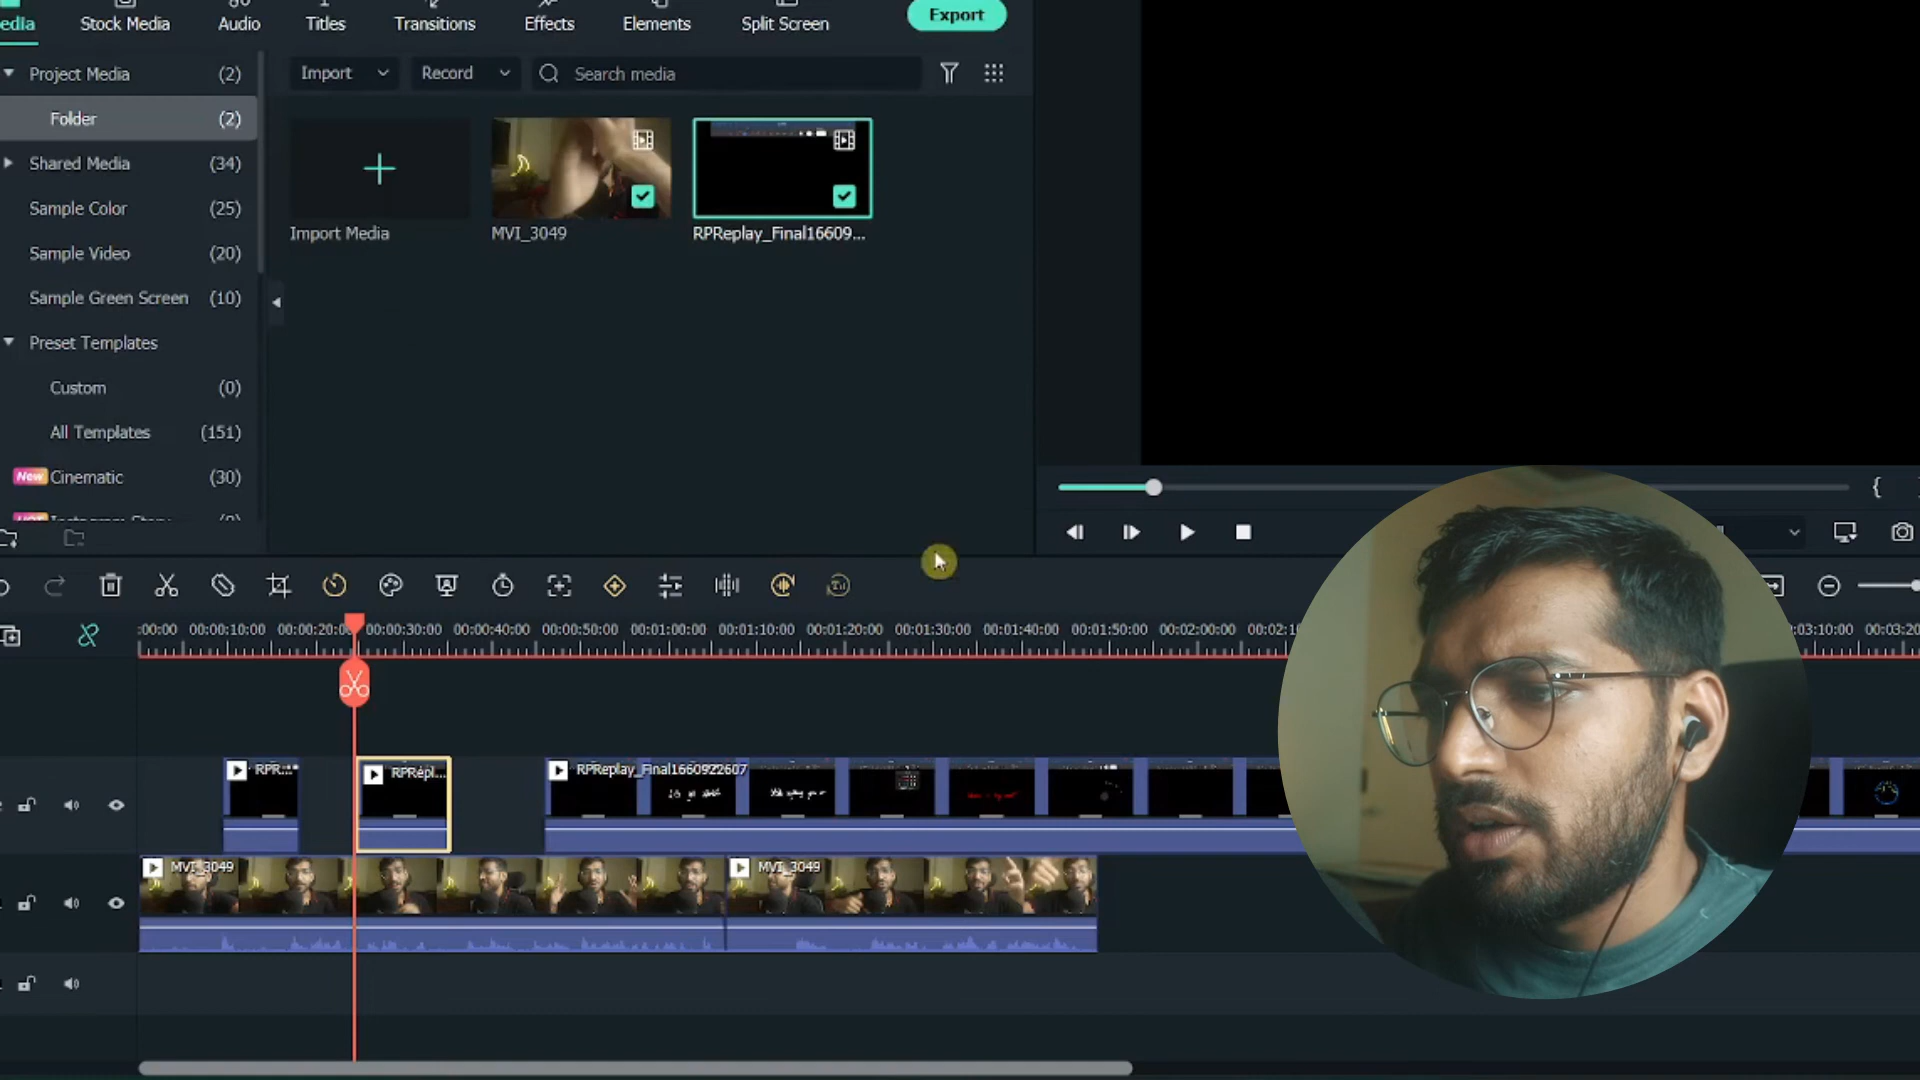 edia Stock Media Audio Titles Transitions Effects Elements Split Screen Export
Project Media (2) Import Record Search media
Folder (2)
Shared Media (34)
Sample Color (25)
Import Media MVI_3049 RPReplay_Final16609...
Sample Video (20)
Sample Green Screen (10)
Preset Templates
Custom (0)
All Templates (151)
New Cinematic (30)
{
:00:00 00:00:10:00 00:00:20:00 00:00:30:00 00:00:40:00 00:00:50:00 00:01:00:00 00:01:10:00 00:01:20:00 00:01:30:00 00:01:40:00 00:01:50:00 00:02:00:00 00:02:1 03:10:00 00:03:20
RPR... RPRepl... RPReplay_Final1660922607
MVI_3049 MVI_3049